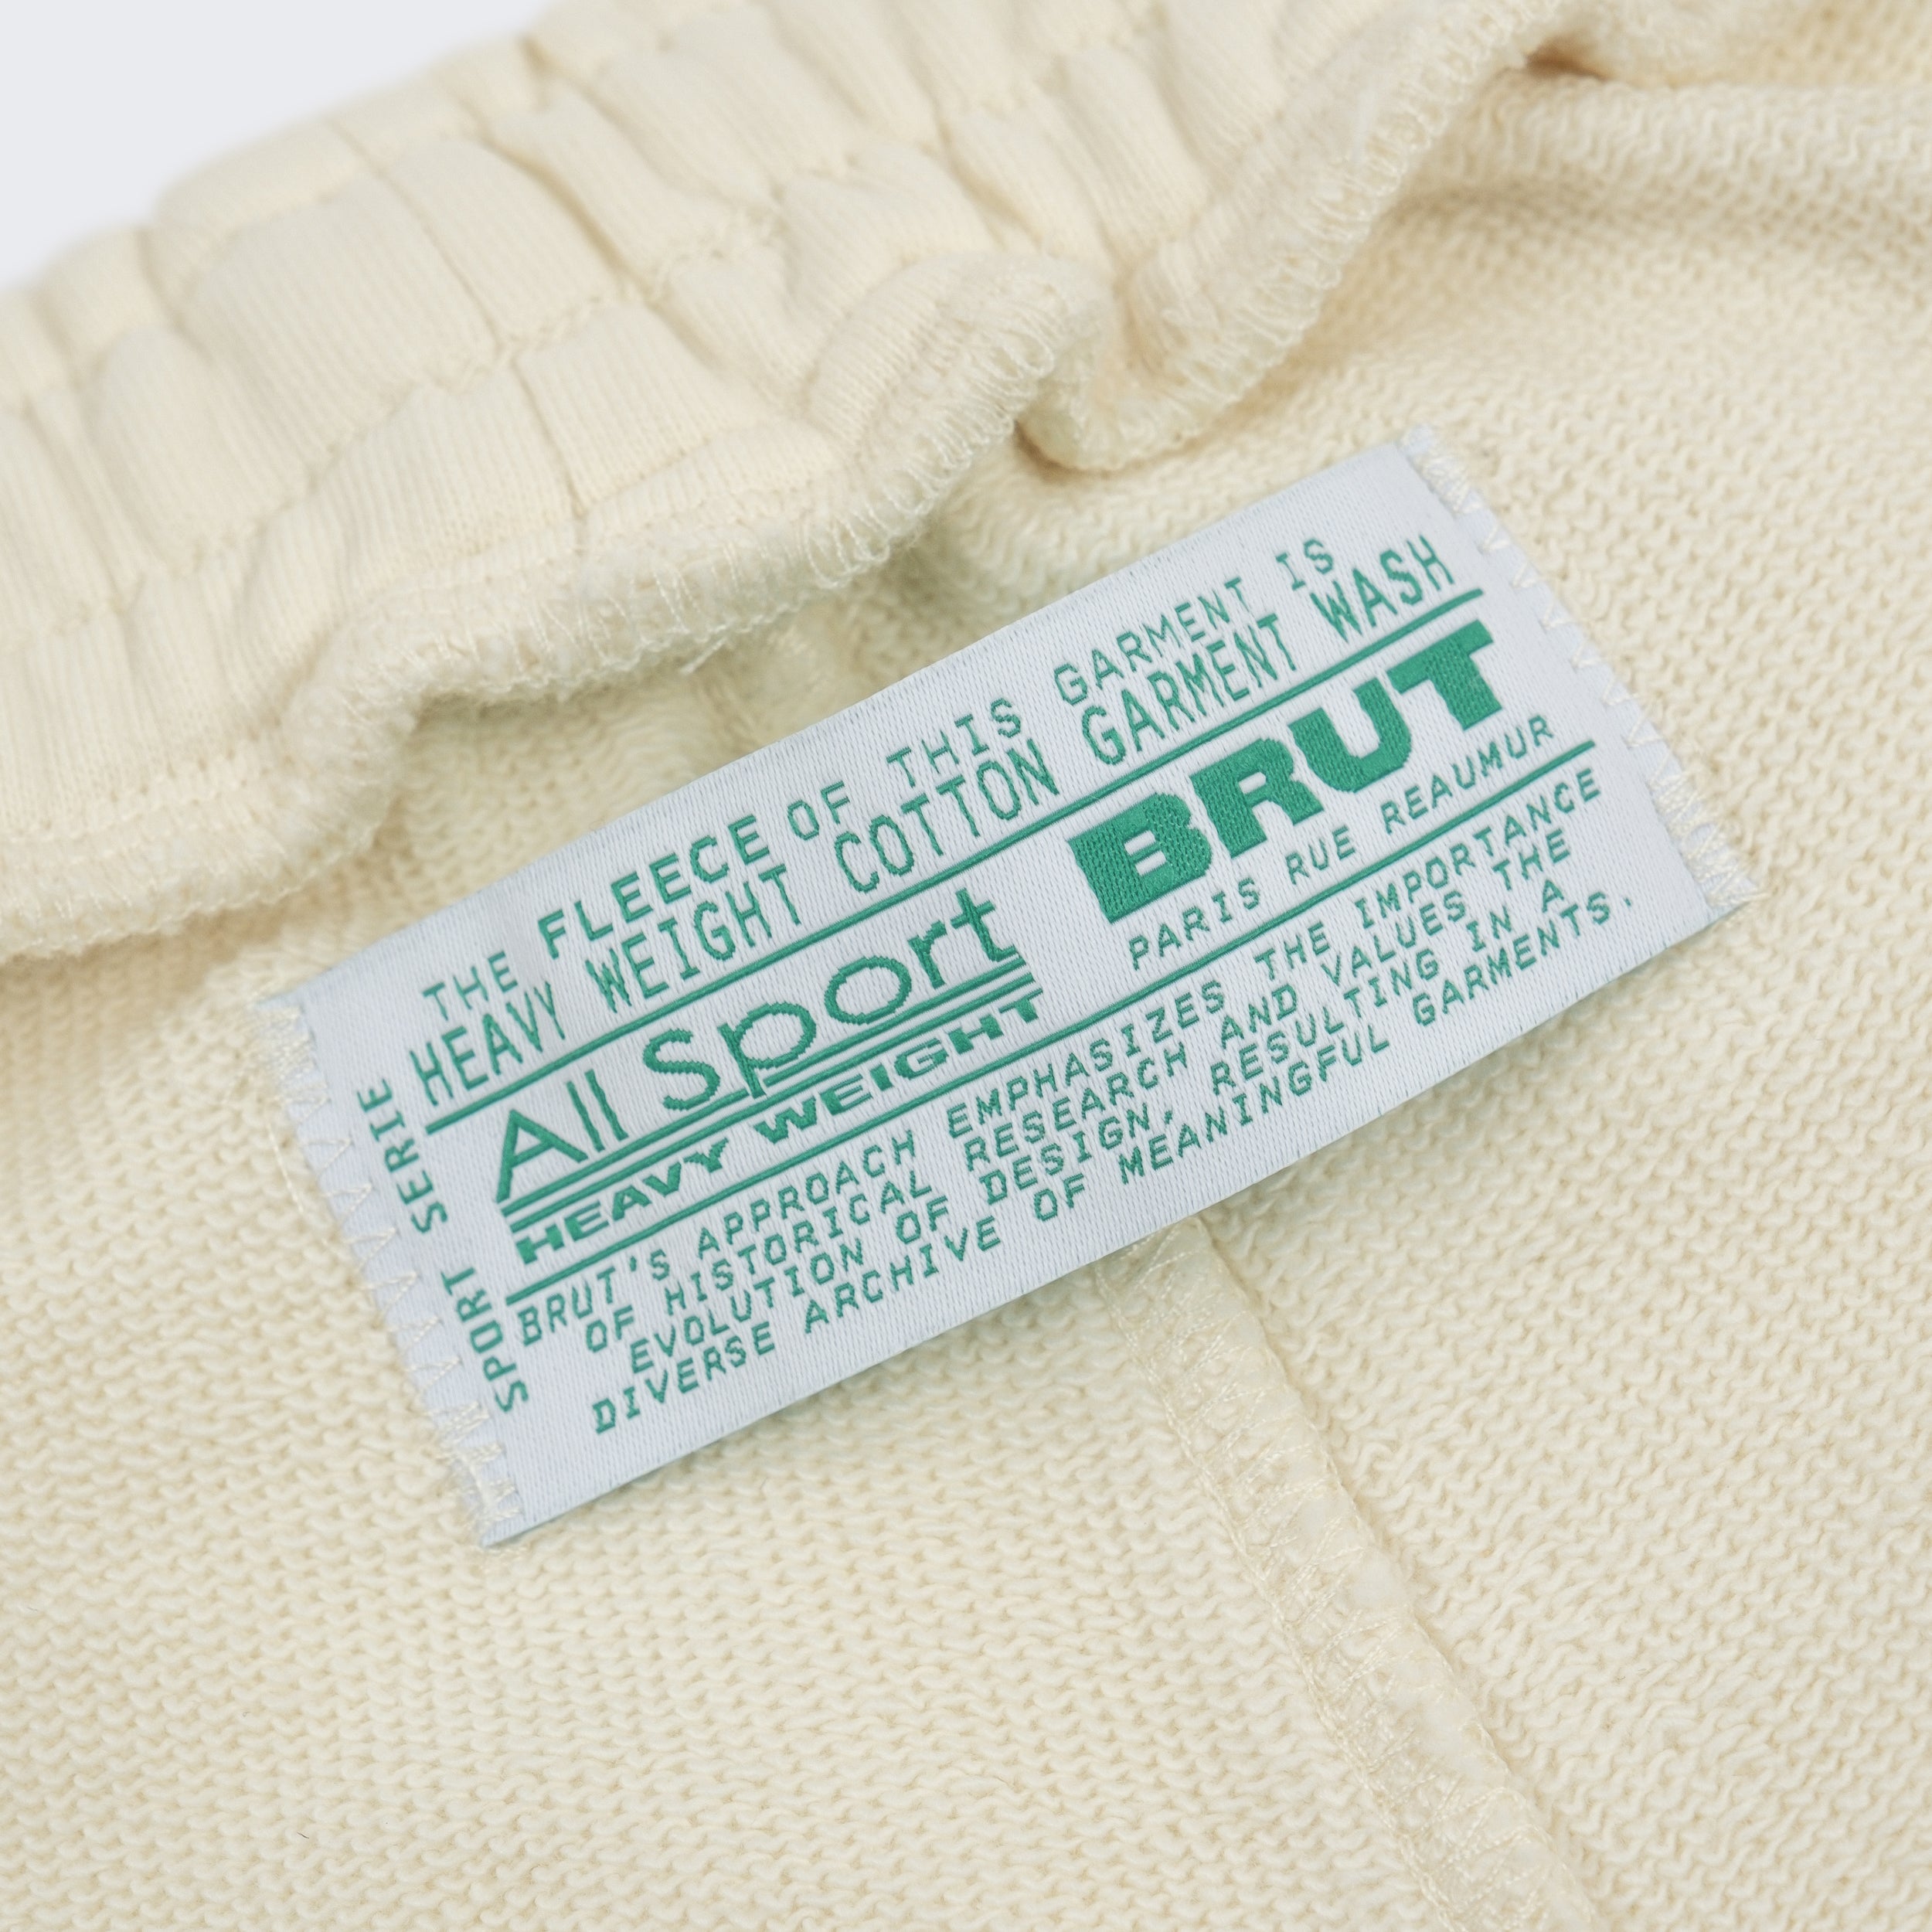 THE FLEECE OF THIS GARMENT IS
HEAVY WEIGHT COTTON GARMENT WASH
SPORT SERIE
All Sport
HEAVY WEIGHT
BRUT
PARIS RUE REAUMUR
BRUT'S APPROACH EMPHASIZES THE IMPORTANCE
OF HISTORICAL RESEARCH AND VALUES THE
EVOLUTION OF DESIGN, RESULTING IN A
DIVERSE ARCHIVE OF MEANINGFUL GARMENTS.